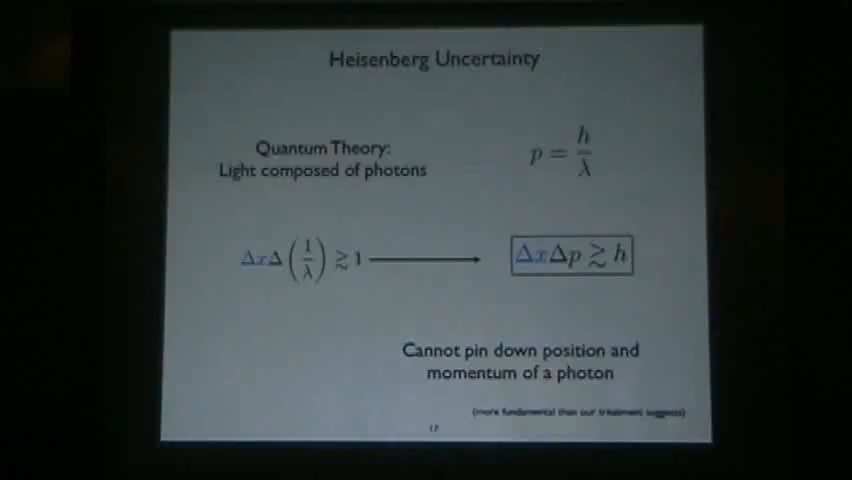 Heisenberg Uncertainty
Quantum Theory:
Light composed of photons
p = h/λ
ΔxΔ(1/λ) ≳ 1
ΔxΔp ≳ h
Cannot pin down position and
momentum of a photon
(more fundamental than our treatment suggests)
17